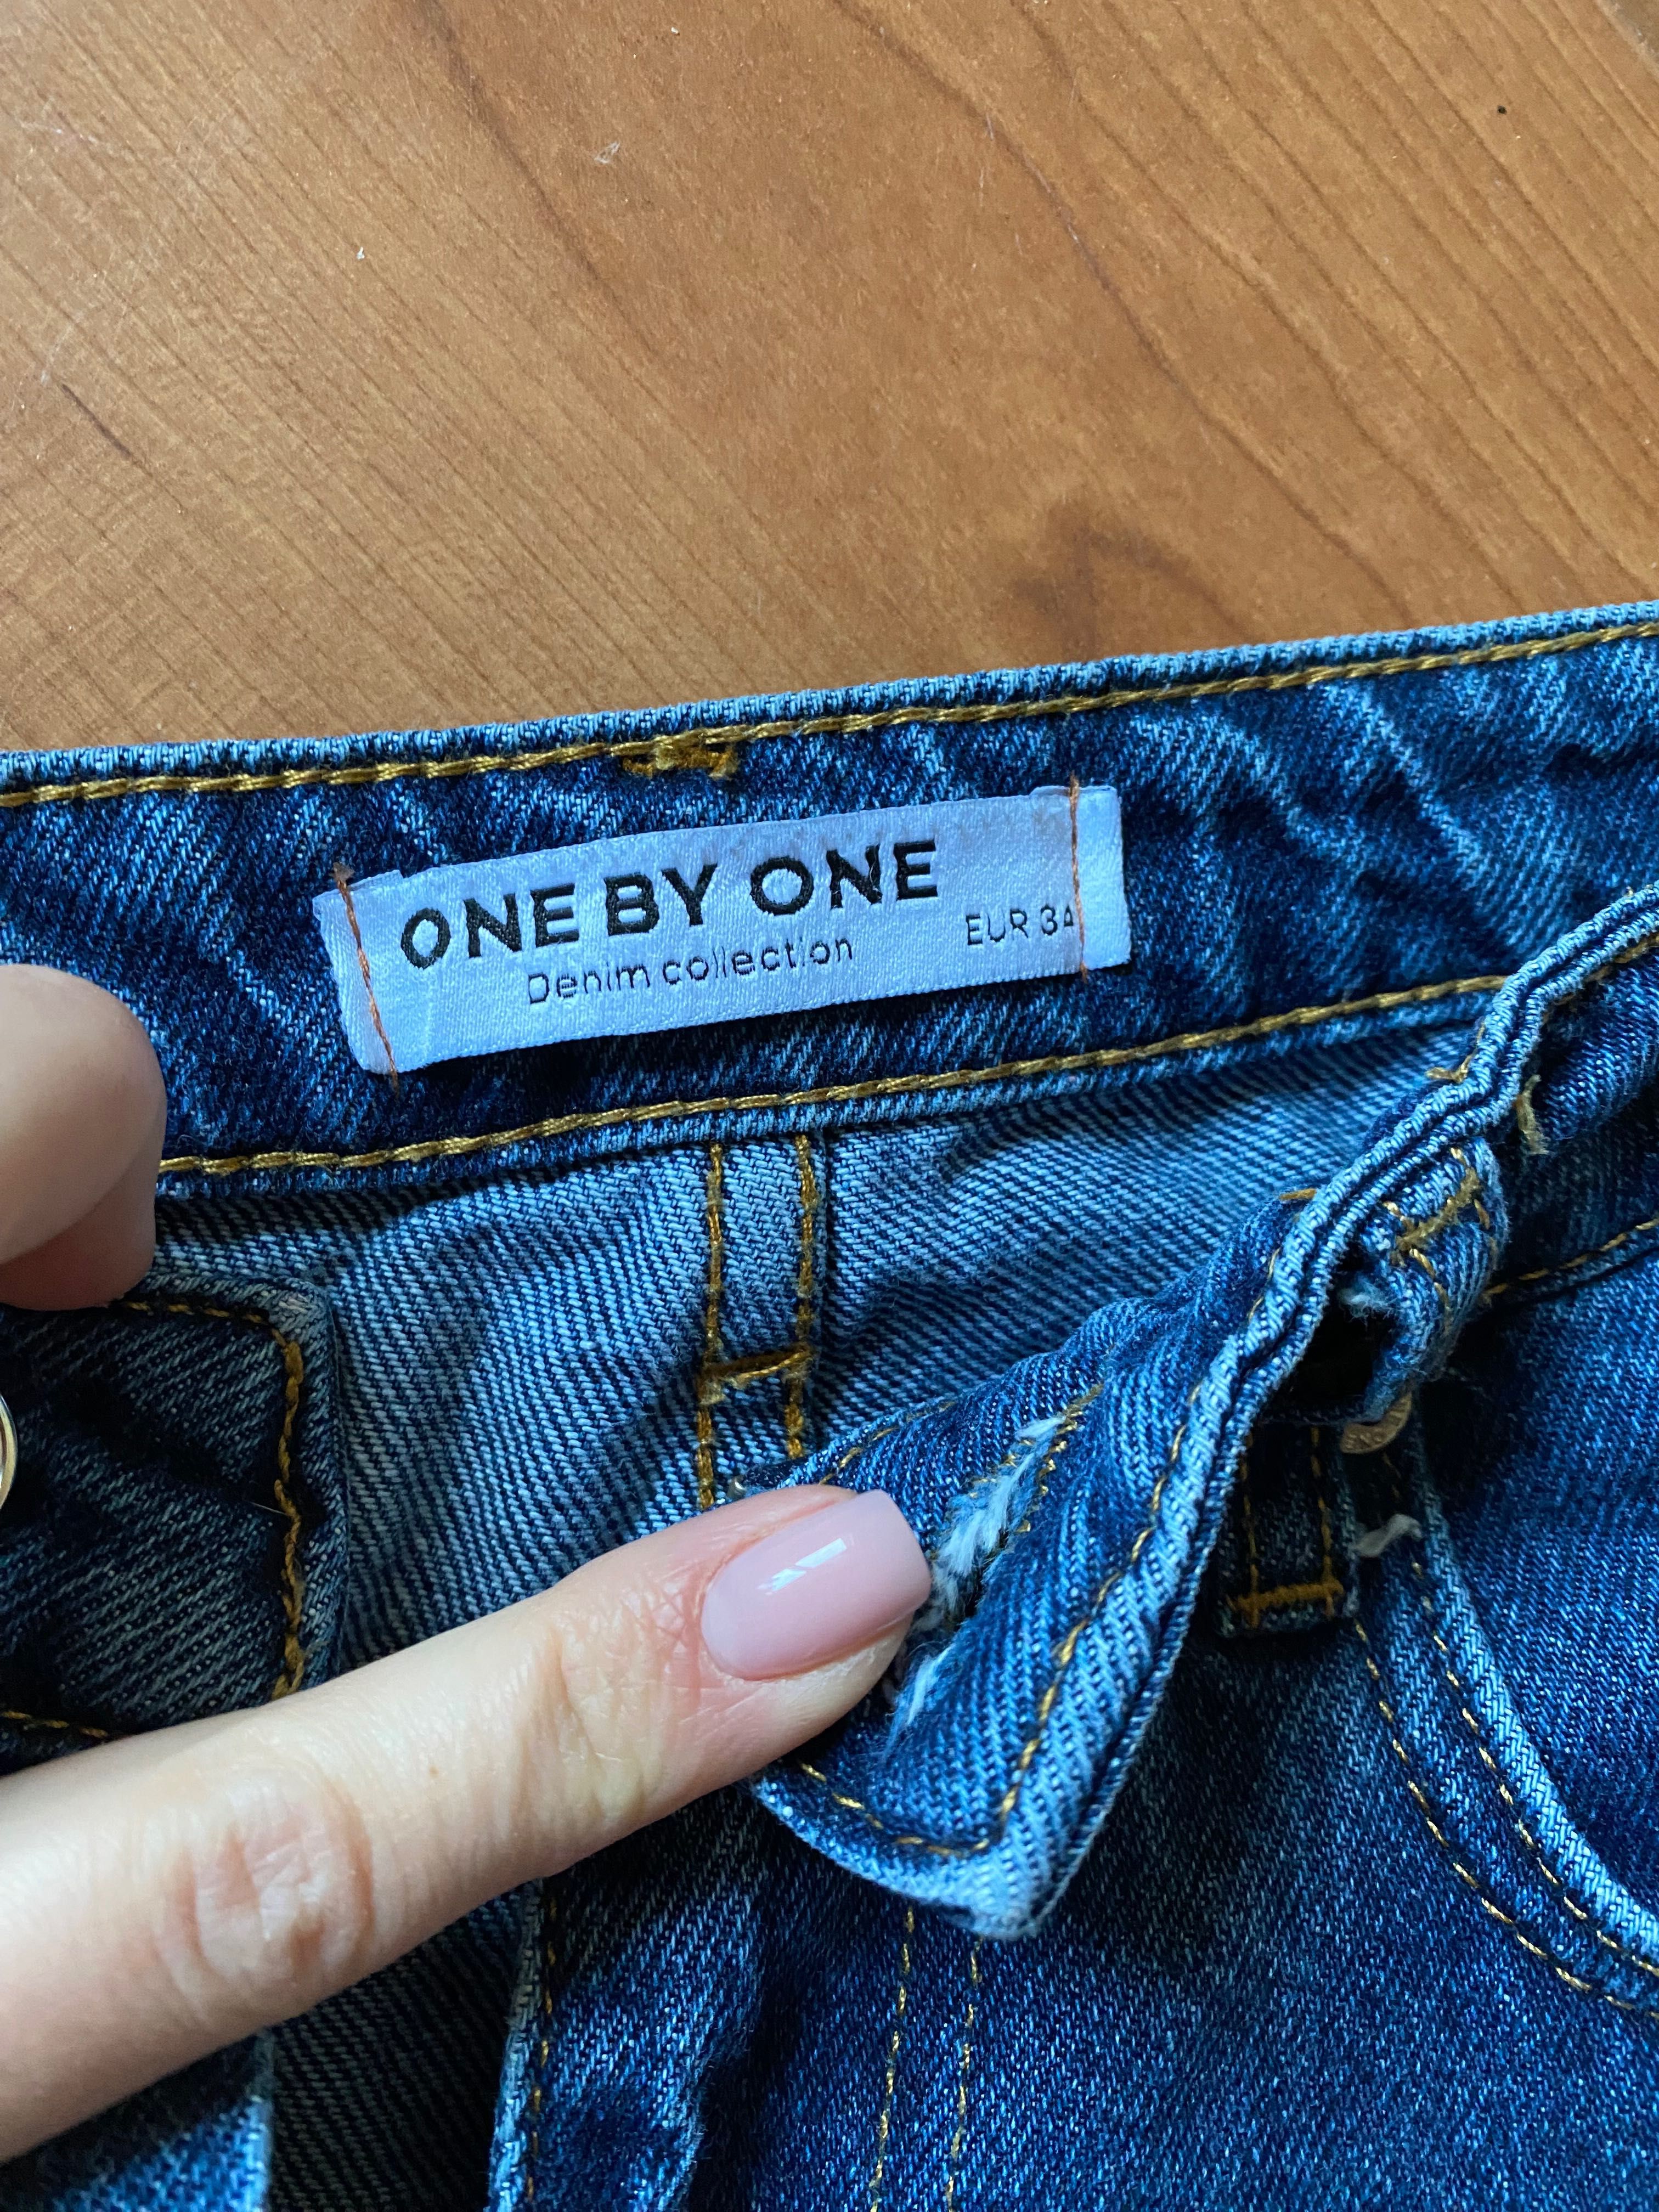 ONE BY ONE
Denim collection
EUR 34